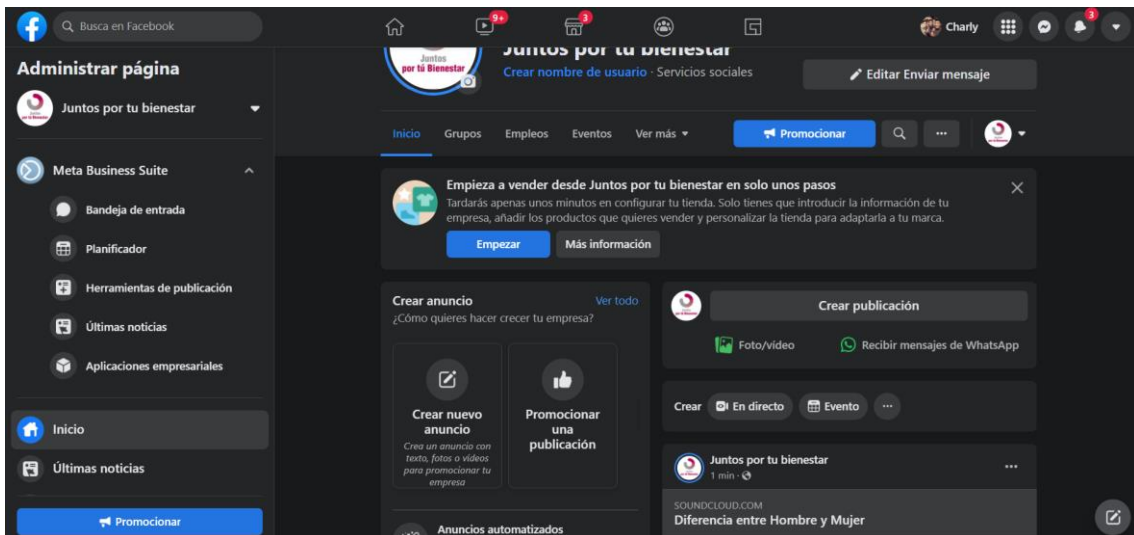 Busca en Facebook
9+
3
Charly
3
Administrar página
Juntos por tu bienestar
Meta Business Suite
Bandeja de entrada
Planificador
Herramientas de publicación
Últimas noticias
Aplicaciones empresariales
Inicio
Últimas noticias
Promocionar
Juntos
por tú Bienestar
Juntos por tu bienestar
Crear nombre de usuario · Servicios sociales
Editar Enviar mensaje
Inicio Grupos Empleos Eventos Ver más
Promocionar
Empieza a vender desde Juntos por tu bienestar en solo unos pasos
Tardarás apenas unos minutos en configurar tu tienda. Solo tienes que introducir la información de tu
empresa, añadir los productos que quieres vender y personalizar la tienda para adaptarla a tu marca.
Empezar Más información
Crear anuncio Ver todo
¿Cómo quieres hacer crecer tu empresa?
Crear nuevo
anuncio
Crea un anuncio con
texto, fotos o vídeos
para promocionar tu
empresa
Promocionar
una
publicación
Anuncios automatizados
Crear publicación
Foto/vídeo Recibir mensajes de WhatsApp
Crear En directo Evento
Juntos por tu bienestar
1 min ·
SOUNDCLOUD.COM
Diferencia entre Hombre y Mujer